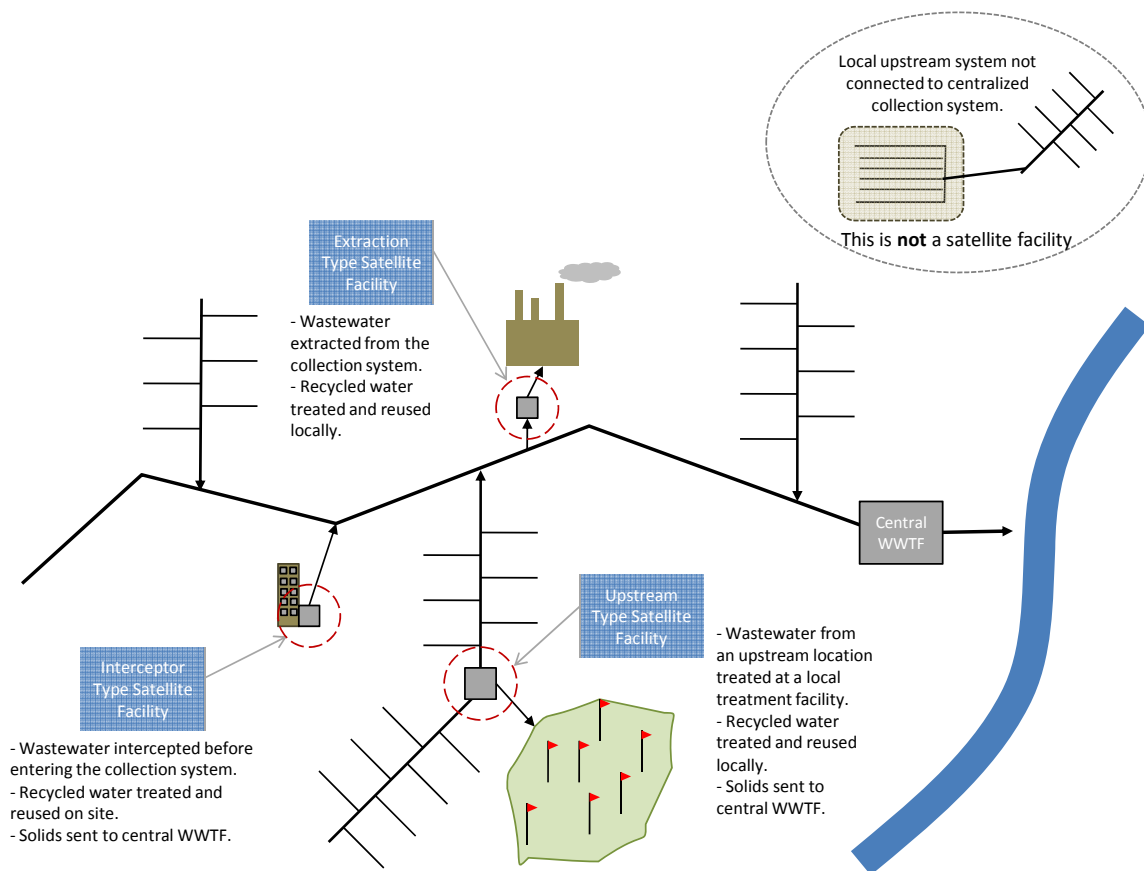 Local upstream system not
connected to centralized
collection system.
This is not a satellite facility
Extraction
Type Satellite
Facility
- Wastewater
extracted from the
collection system.
- Recycled water
treated and reused
locally.
Central
WWTF
Interceptor
Type Satellite
Facility
- Wastewater intercepted before
entering the collection system.
- Recycled water treated and
reused on site.
- Solids sent to central WWTF.
Upstream
Type Satellite
Facility
- Wastewater from
an upstream location
treated at a local
treatment facility.
- Recycled water
treated and reused
locally.
- Solids sent to
central WWTF.